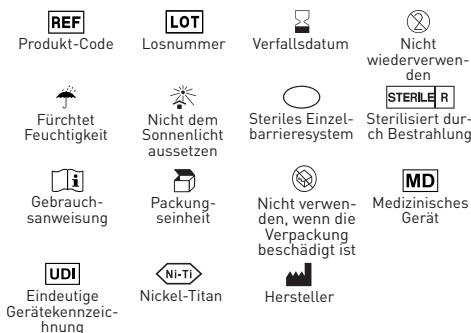 REF LOT
Produkt-Code Losnummer Verfallsdatum Nicht
wiederverwen-
den
STERILE R
Fürchtet
Feuchtigkeit
Nicht dem
Sonnenlicht
aussetzen
Steriles Einzel-
barrieresystem
Sterilisiert dur-
ch Bestrahlung
i
MD
Gebrauch-
sanweisung
Packung-
seinheit
Nicht verwen-
den, wenn die
Verpackung
beschädigt ist
Medizinisches
Gerät
UDI Ni-Ti
Eindeutige
Gerätekennzeic-
hnung
Nickel-Titan
Hersteller